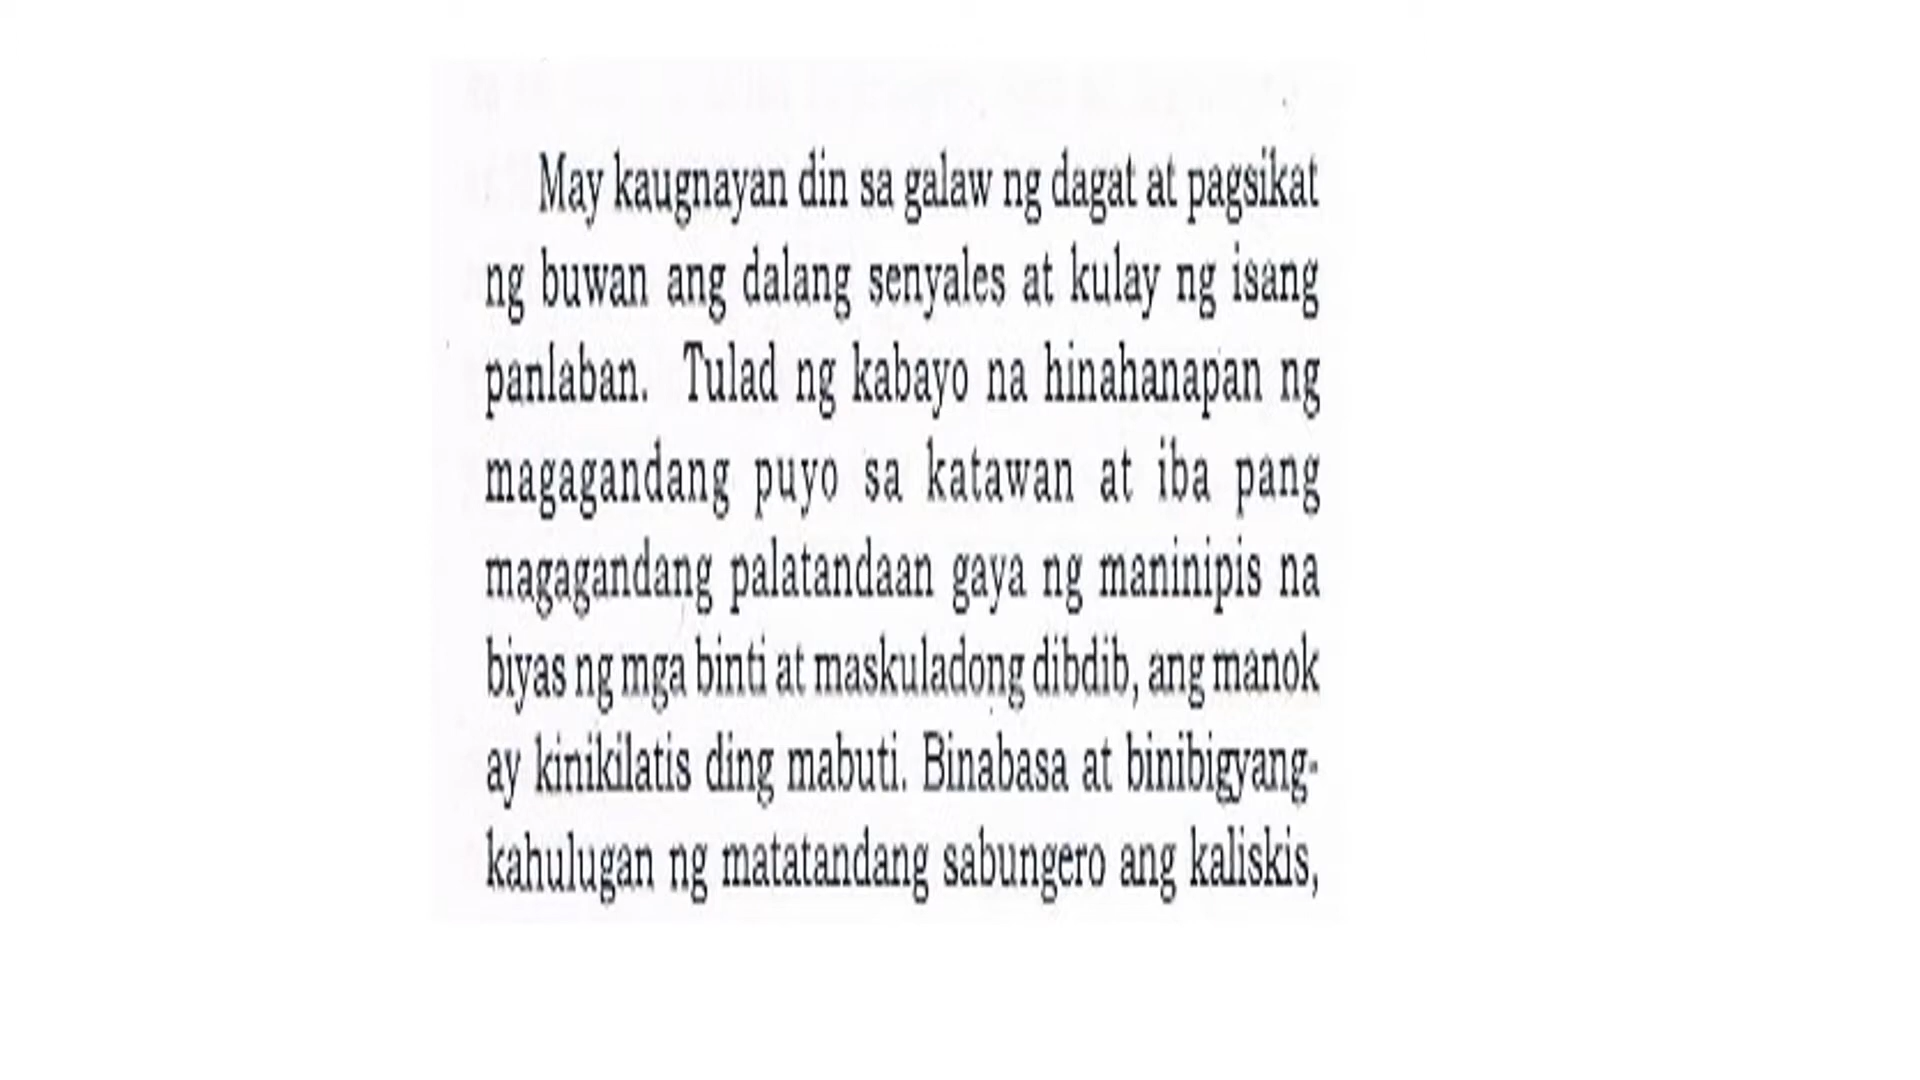 May kaugnayan din sa galaw ng dagat at pagsikat
ng buwan ang dalang senyales at kulay ng isang
panlaban. Tulad ng kabayo na hinahanapan ng
magagandang puyo sa katawan at iba pang
magagandang palatandaan gaya ng maninipis na
biyas ng mga binti at maskuladong dibdib, ang manok
ay kinikilatis ding mabuti. Binabasa at binibigyang-
kahulugan ng matatandang sabungero ang kaliskis,